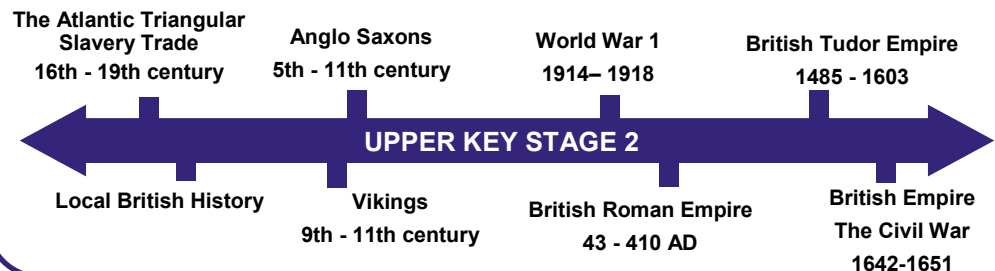 The Atlantic Triangular
Slavery Trade
16th - 19th century
Anglo Saxons
5th - 11th century
World War 1
1914– 1918
British Tudor Empire
1485 - 1603
UPPER KEY STAGE 2
Local British History
Vikings
9th - 11th century
British Roman Empire
43 - 410 AD
British Empire
The Civil War
1642-1651